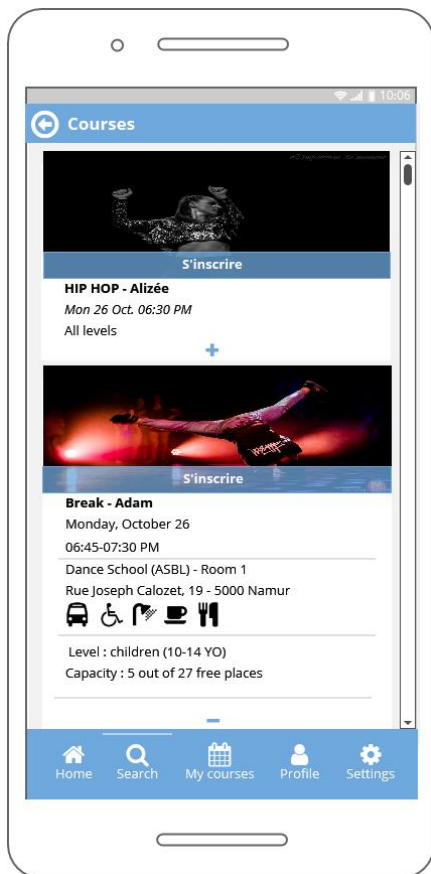 10:06
Courses
S'inscrire
HIP HOP - Alizée
Mon 26 Oct. 06:30 PM
All levels
S'inscrire
Break - Adam
Monday, October 26
06:45-07:30 PM
Dance School (ASBL) - Room 1
Rue Joseph Calozet, 19 - 5000 Namur
Level : children (10-14 YO)
Capacity : 5 out of 27 free places
Home Search My courses Profile Settings